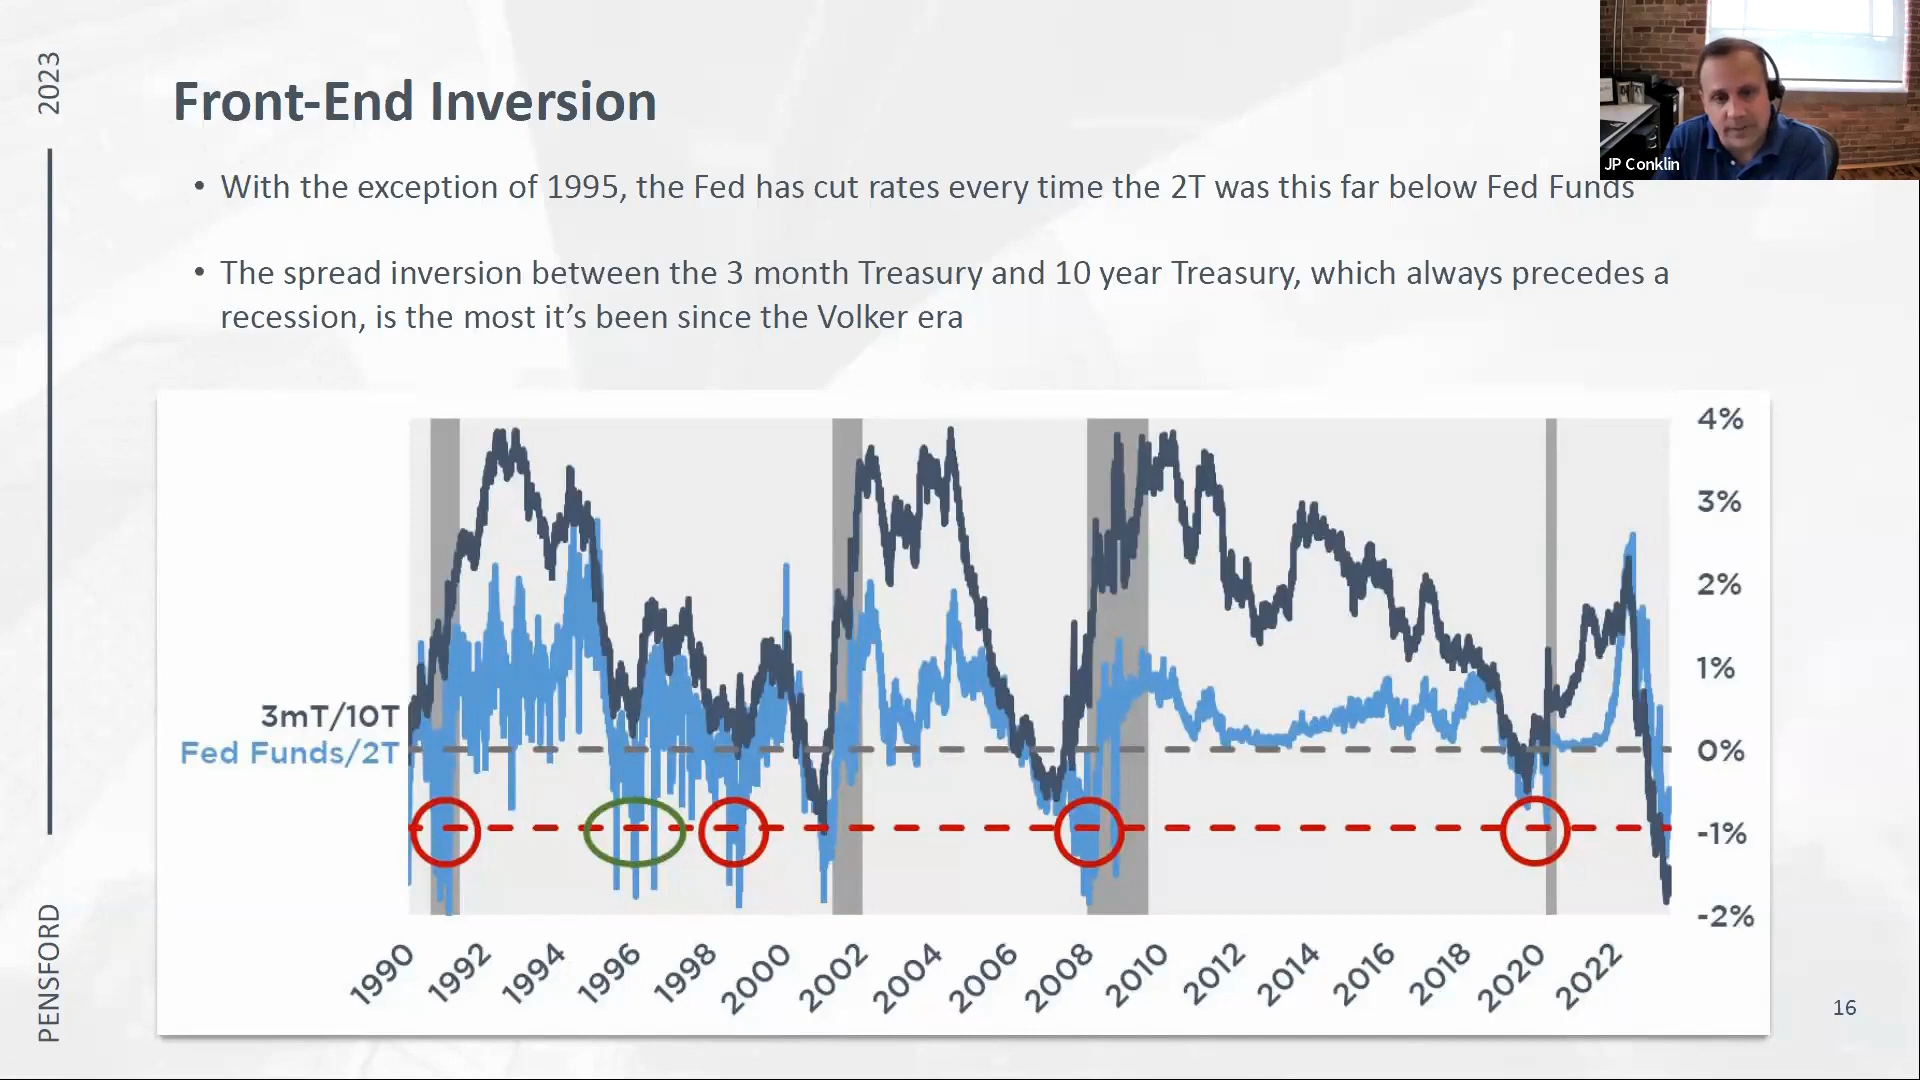 2023
Front-End Inversion
JP Conklin
• With the exception of 1995, the Fed has cut rates every time the 2T was this far below Fed Funds
• The spread inversion between the 3 month Treasury and 10 year Treasury, which always precedes a
recession, is the most it’s been since the Volker era
4%
3%
2%
1%
0%
-1%
-2%
3mT/10T
Fed Funds/2T
1990 1992 1994 1996 1998 2000 2002 2004 2006 2008 2010 2012 2014 2016 2018 2020 2022
PENSFORD
16